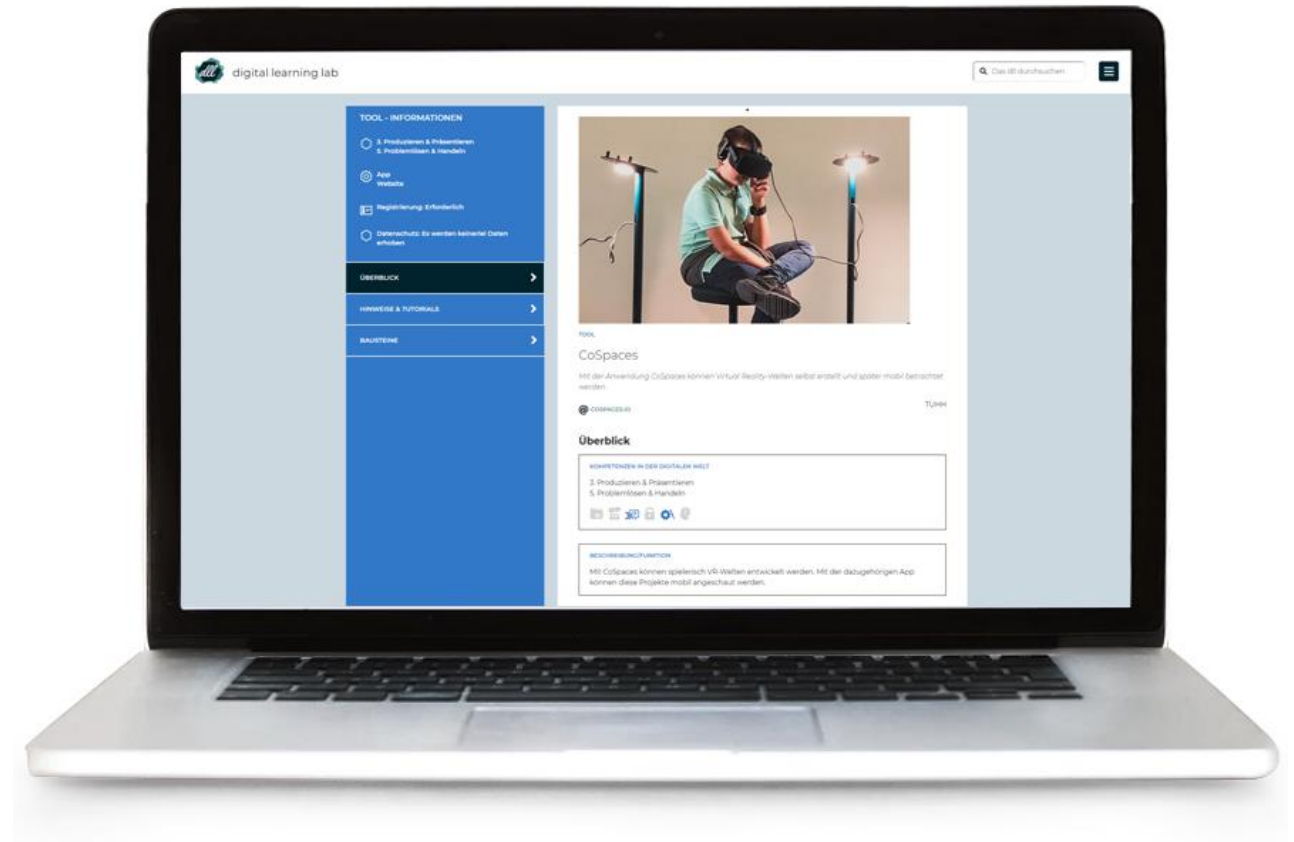 dll
digital learning lab
Das dll durchsuchen
TOOL - INFORMATIONEN
3. Produzieren & Präsentieren
5. Problemlösen & Handeln
App
Website
Registrierung: Erforderlich
Datenschutz: Es werden keinerlei Daten
erhoben
ÜBERBLICK
HINWEISE & TUTORIALS
BAUSTEINE
TOOL
CoSpaces
Mit der Anwendung CoSpaces können Virtual Reality-Welten selbst erstellt und später mobil betrachtet
werden
@ COSPACES.IO
TUHH
Überblick
KOMPETENZEN IN DER DIGITALEN WELT
3. Produzieren & Präsentieren
5. Problemlösen & Handeln
BESCHREIBUNG/FUNKTION
Mit CoSpaces können spielerisch VR-Welten entwickelt werden. Mit der dazugehörigen App
können diese Projekte mobil angeschaut werden.